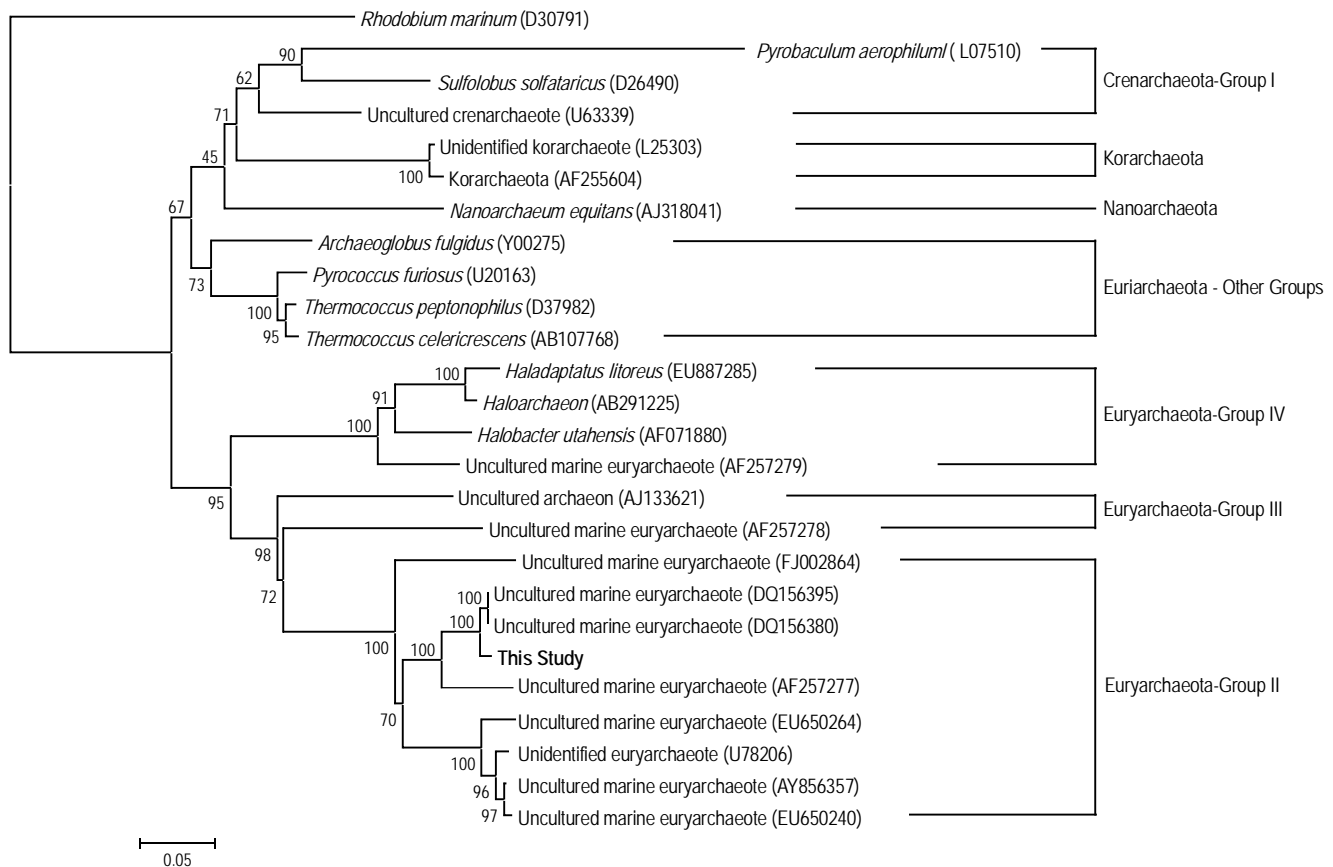 Rhodobium marinum (D30791)
90
Pyrobaculum aerophiluml ( L07510)
62
Sulfolobus solfataricus (D26490)
Crenarchaeota-Group I
71
Uncultured crenarchaeote (U63339)
45
Unidentified korarchaeote (L25303)
Korarchaeota
100
Korarchaeota (AF255604)
67
Nanoarchaeum equitans (AJ318041)
Nanoarchaeota
Archaeoglobus fulgidus (Y00275)
73
Pyrococcus furiosus (U20163)
Euriarchaeota - Other Groups
100
Thermococcus peptonophilus (D37982)
95
Thermococcus celericrescens (AB107768)
100
Haladaptatus litoreus (EU887285)
91
Haloarchaeon (AB291225)
Euryarchaeota-Group IV
100
Halobacter utahensis (AF071880)
Uncultured marine euryarchaeote (AF257279)
95
Uncultured archaeon (AJ133621)
Euryarchaeota-Group III
98
Uncultured marine euryarchaeote (AF257278)
72
Uncultured marine euryarchaeote (FJ002864)
100
Uncultured marine euryarchaeote (DQ156395)
100
Uncultured marine euryarchaeote (DQ156380)
100
100
This Study
Uncultured marine euryarchaeote (AF257277)
Euryarchaeota-Group II
70
Uncultured marine euryarchaeote (EU650264)
100
Unidentified euryarchaeote (U78206)
96
Uncultured marine euryarchaeote (AY856357)
97
Uncultured marine euryarchaeote (EU650240)
0.05